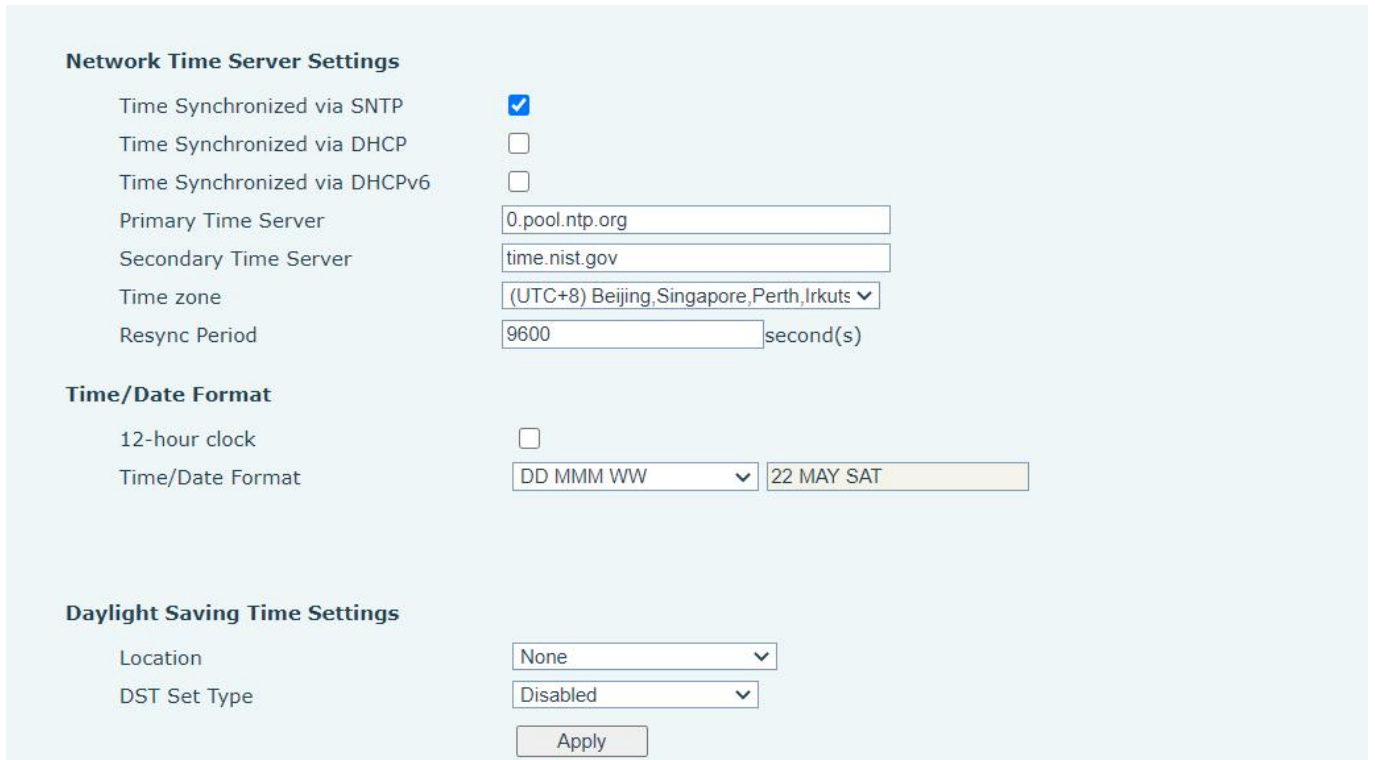 Network Time Server Settings
Time Synchronized via SNTP
Time Synchronized via DHCP
Time Synchronized via DHCPv6
Primary Time Server 0.pool.ntp.org
Secondary Time Server time.nist.gov
Time zone (UTC+8) Beijing,Singapore,Perth,Irkuts
Resync Period 9600 second(s)
Time/Date Format
12-hour clock
Time/Date Format DD MMM WW 22 MAY SAT
Daylight Saving Time Settings
Location None
DST Set Type Disabled
Apply